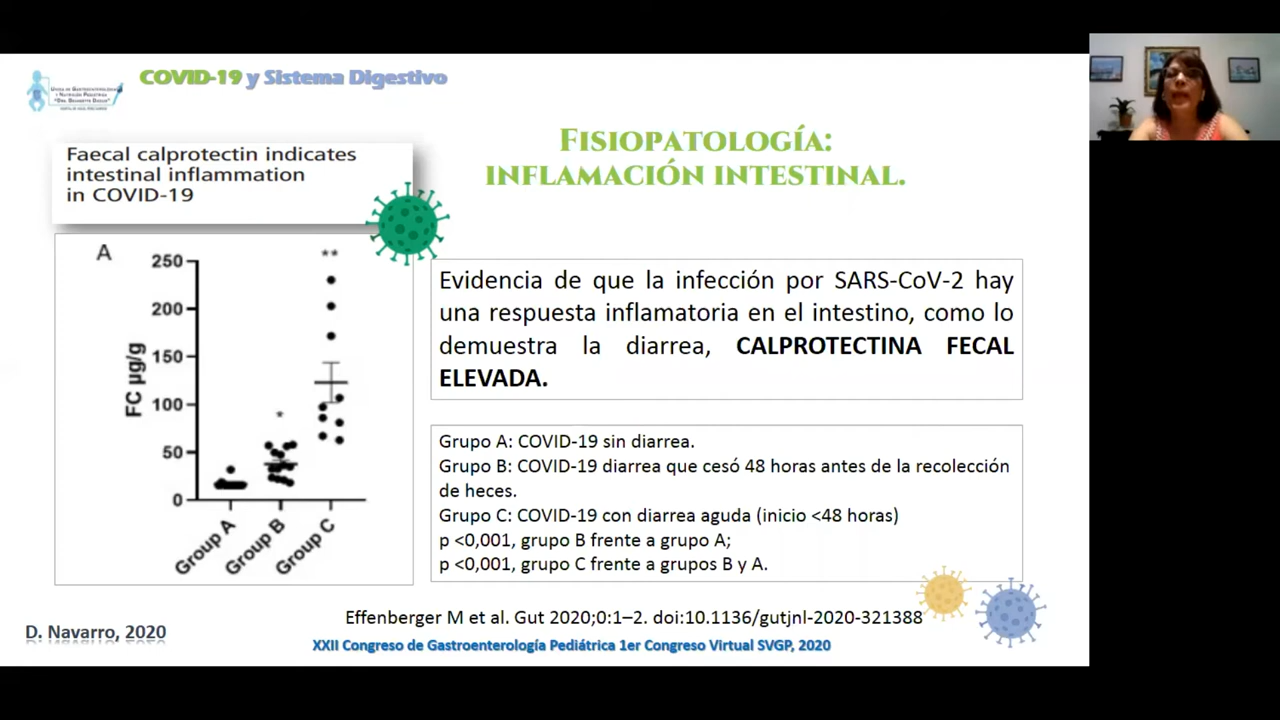 COVID-19 y Sistema Digestivo
UNIDAD DE GASTROENTEROLOGÍA
Y NUTRICIÓN PEDIÁTRICA
Faecal calprotectin indicates
intestinal inflammation
in COVID-19
FISIOPATOLOGÍA:
INFLAMACIÓN INTESTINAL.
A
250
200
150
100
50
0
FC µg/g
*
**
Group A
Group B
Group C
Evidencia de que la infección por SARS-CoV-2 hay
una respuesta inflamatoria en el intestino, como lo
demuestra la diarrea, CALPROTECTINA FECAL
ELEVADA.
Grupo A: COVID-19 sin diarrea.
Grupo B: COVID-19 diarrea que cesó 48 horas antes de la recolección
de heces.
Grupo C: COVID-19 con diarrea aguda (inicio <48 horas)
p <0,001, grupo B frente a grupo A;
p <0,001, grupo C frente a grupos B y A.
Effenberger M et al. Gut 2020;0:1–2. doi:10.1136/gutjnl-2020-321388
D. Navarro, 2020
XXII Congreso de Gastroenterología Pediátrica 1er Congreso Virtual SVGP, 2020